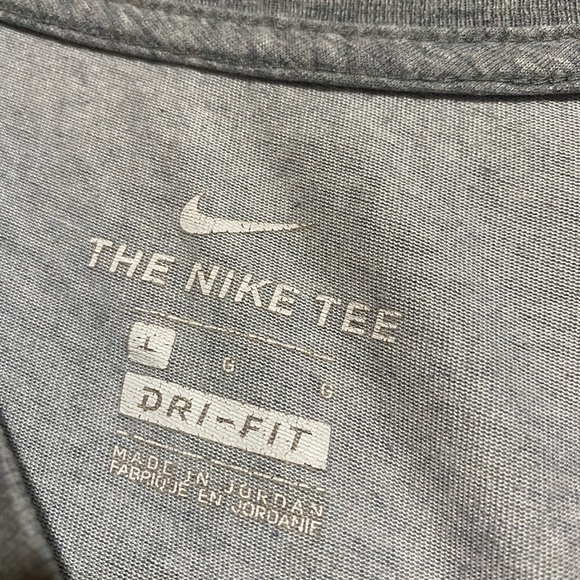 THE NIKE TEE
L G G
DRI-FIT
MADE IN JORDAN
FABRIQUÉ EN JORDANIE